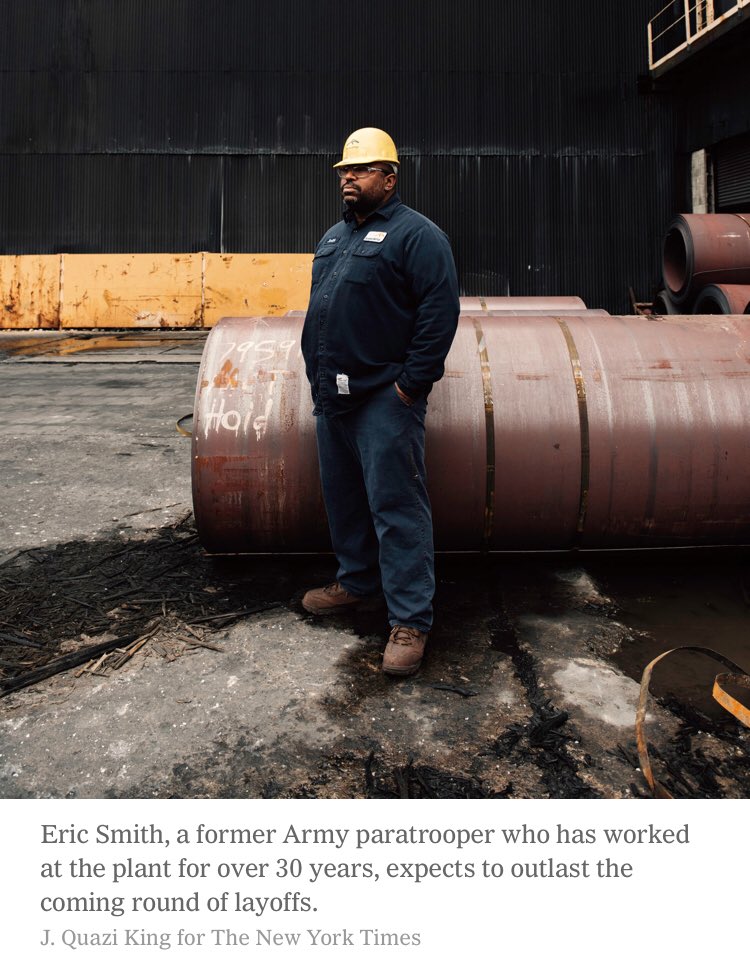 7959
Hold
Eric Smith, a former Army paratrooper who has worked
at the plant for over 30 years, expects to outlast the
coming round of layoffs.
J. Quazi King for The New York Times